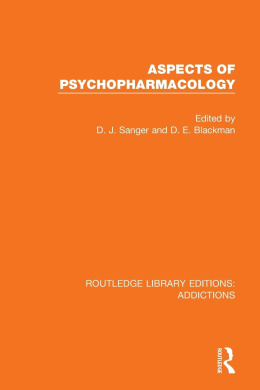 ASPECTS OF
PSYCHOPHARMACOLOGY
Edited by
D. J. Sanger and D. E. Blackman
ROUTLEDGE LIBRARY EDITIONS:
ADDICTIONS
ROUTLEDGE